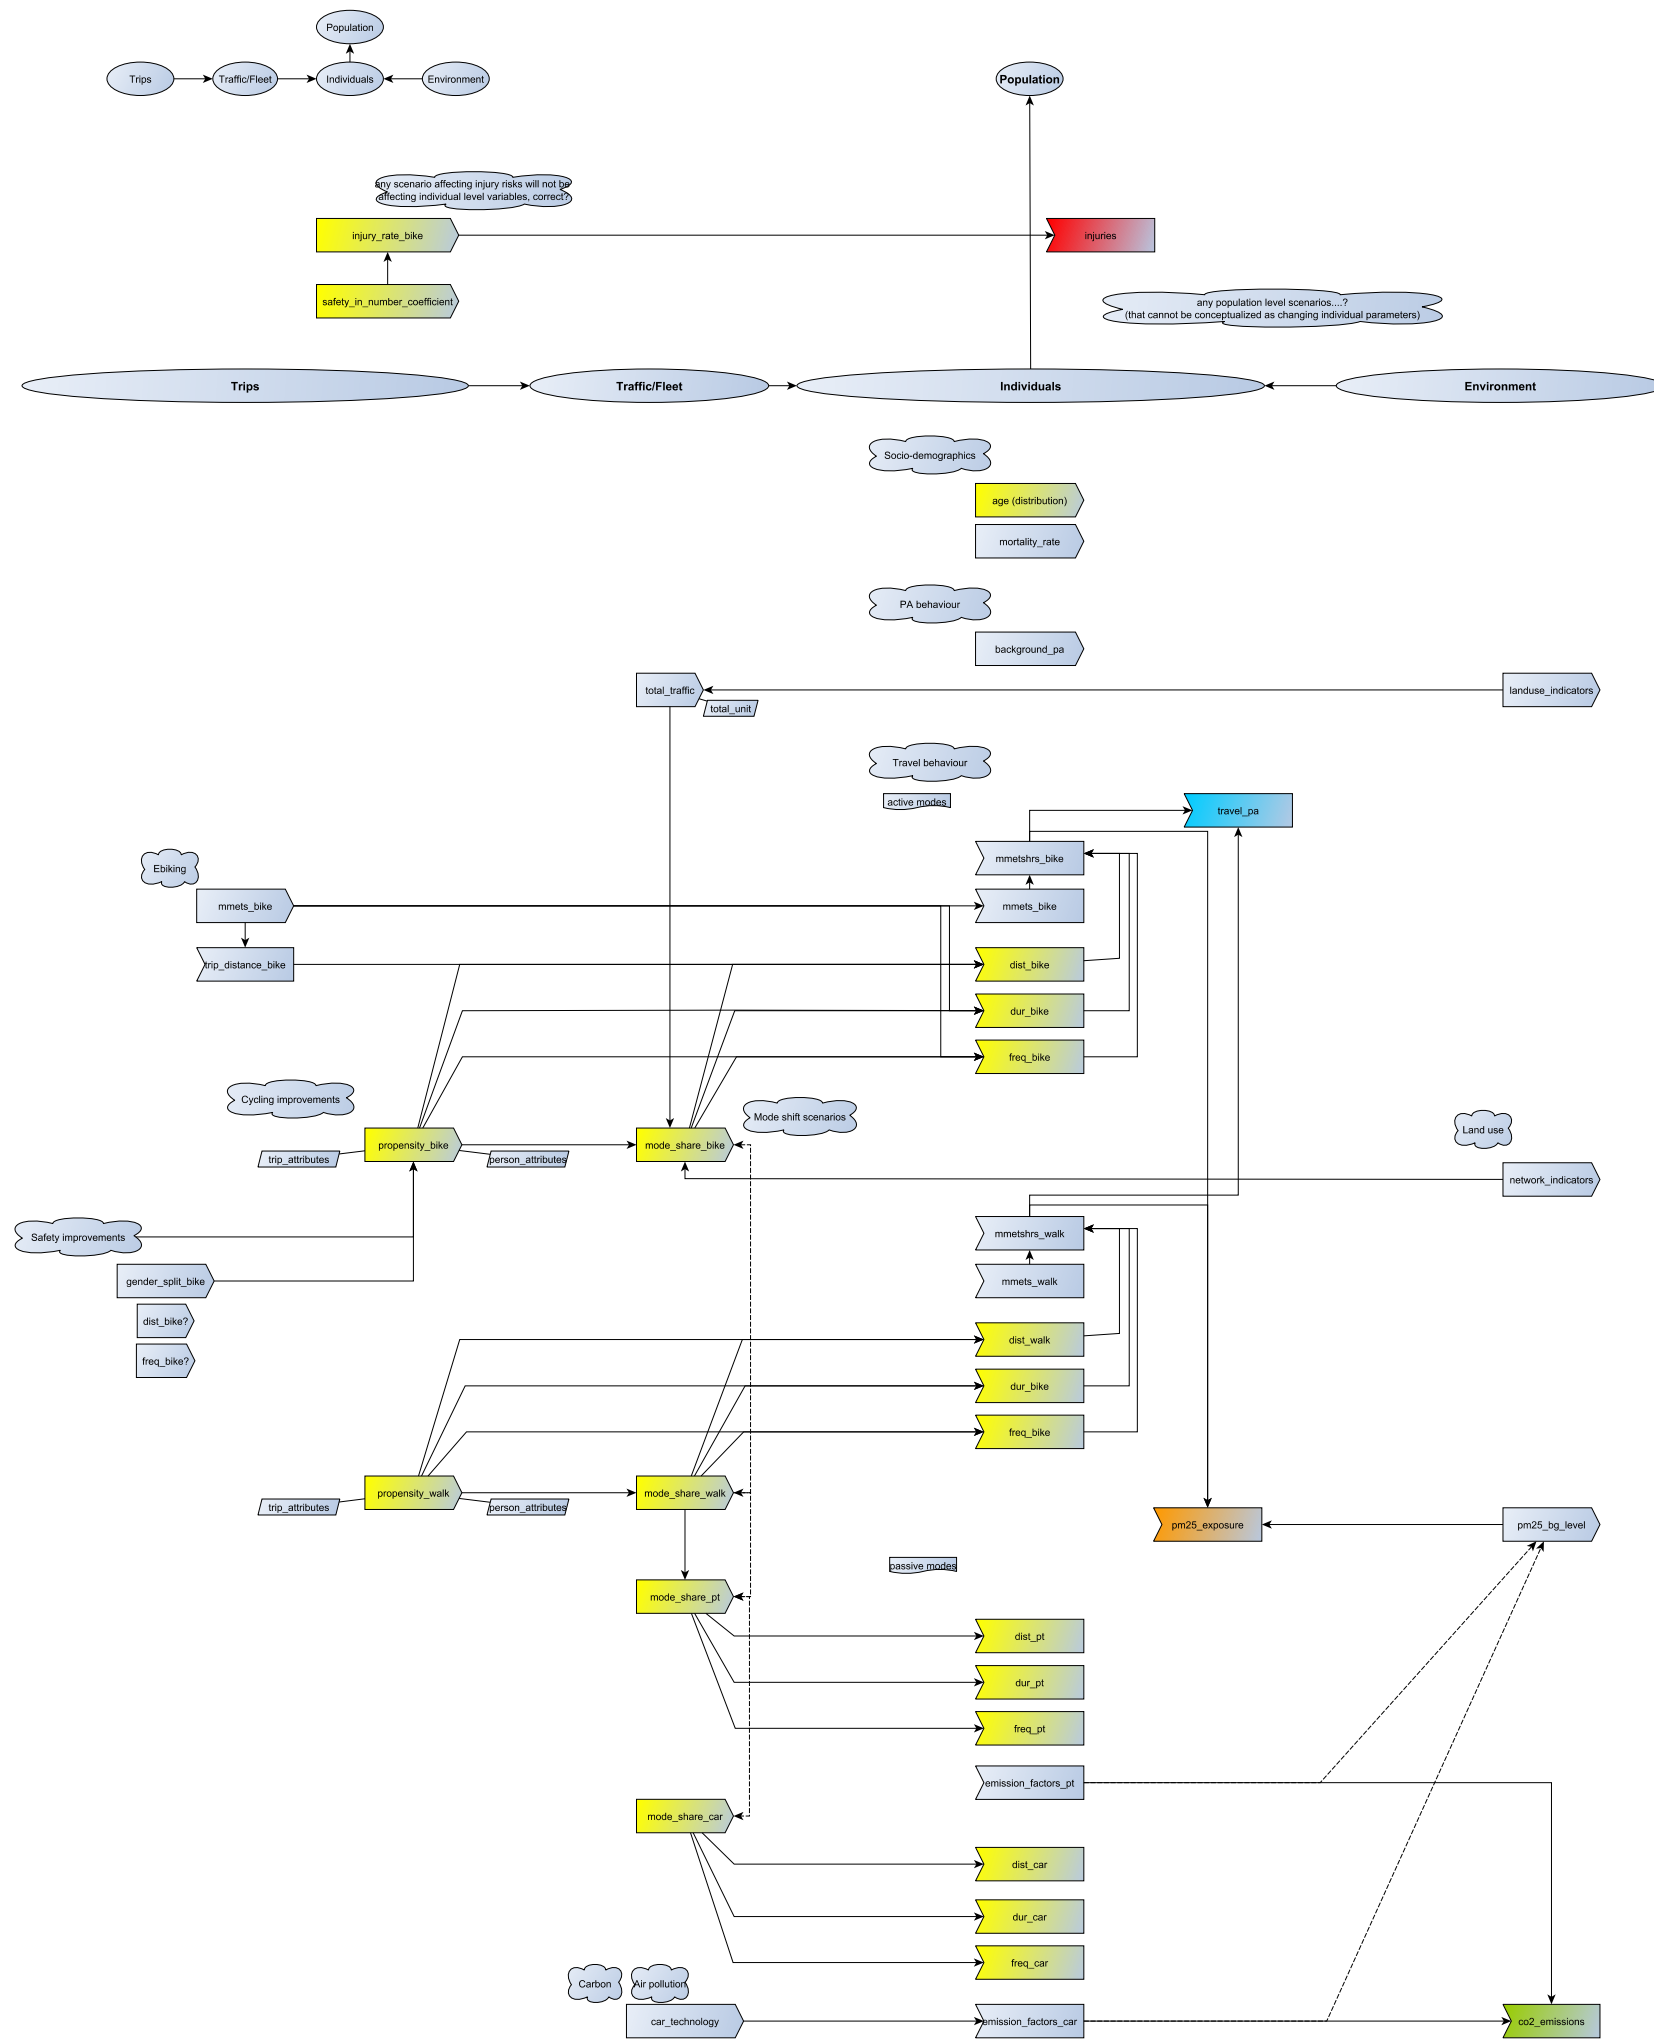 Population
Trips
Traffic/Fleet
Individuals
Environment
Population
any scenario affecting injury risks will not be
affecting individual level variables, correct?
injury_rate_bike
injuries
safety_in_number_coefficient
any population level scenarios....?
(that cannot be conceptualized as changing individual parameters)
Trips
Traffic/Fleet
Individuals
Environment
Socio-demographics
age (distribution)
mortality_rate
PA behaviour
background_pa
total_traffic
total_unit
landuse_indicators
Travel behaviour
active modes
travel_pa
mmetshrs_bike
Ebiking
mmets_bike
mmets_bike
trip_distance_bike
dist_bike
dur_bike
freq_bike
Cycling improvements
Mode shift scenarios
Land use
propensity_bike
mode_share_bike
trip_attributes
person_attributes
network_indicators
Safety improvements
mmetshrs_walk
gender_split_bike
mmets_walk
dist_bike?
dist_walk
freq_bike?
dur_bike
freq_bike
propensity_walk
mode_share_walk
trip_attributes
person_attributes
pm25_exposure
pm25_bg_level
passive modes
mode_share_pt
dist_pt
dur_pt
freq_pt
emission_factors_pt
mode_share_car
dist_car
dur_car
freq_car
Carbon
Air pollution
car_technology
emission_factors_car
co2_emissions